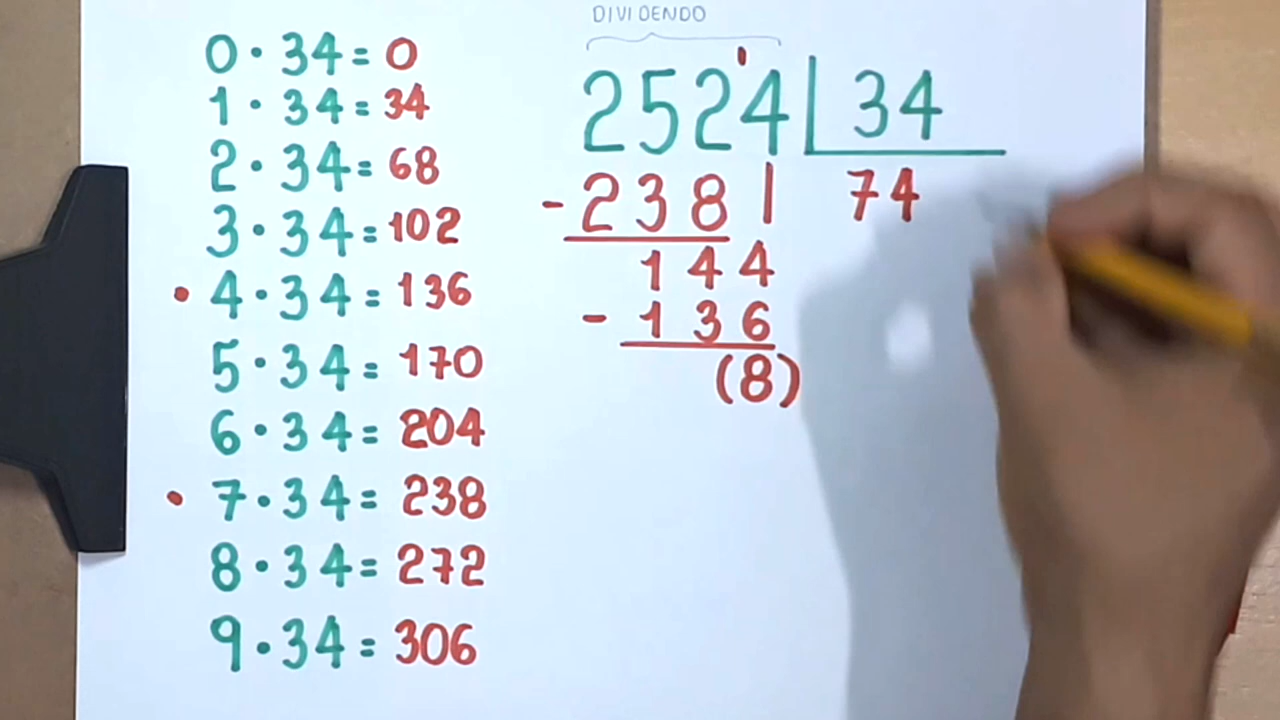 0 · 34 = 0
1 · 34 = 34
2 · 34 = 68
3 · 34 = 102
• 4 · 34 = 136
5 · 34 = 170
6 · 34 = 204
• 7 · 34 = 238
8 · 34 = 272
9 · 34 = 306
DIVIDENDO
2524 34
- 238 74
144
- 136
(8)